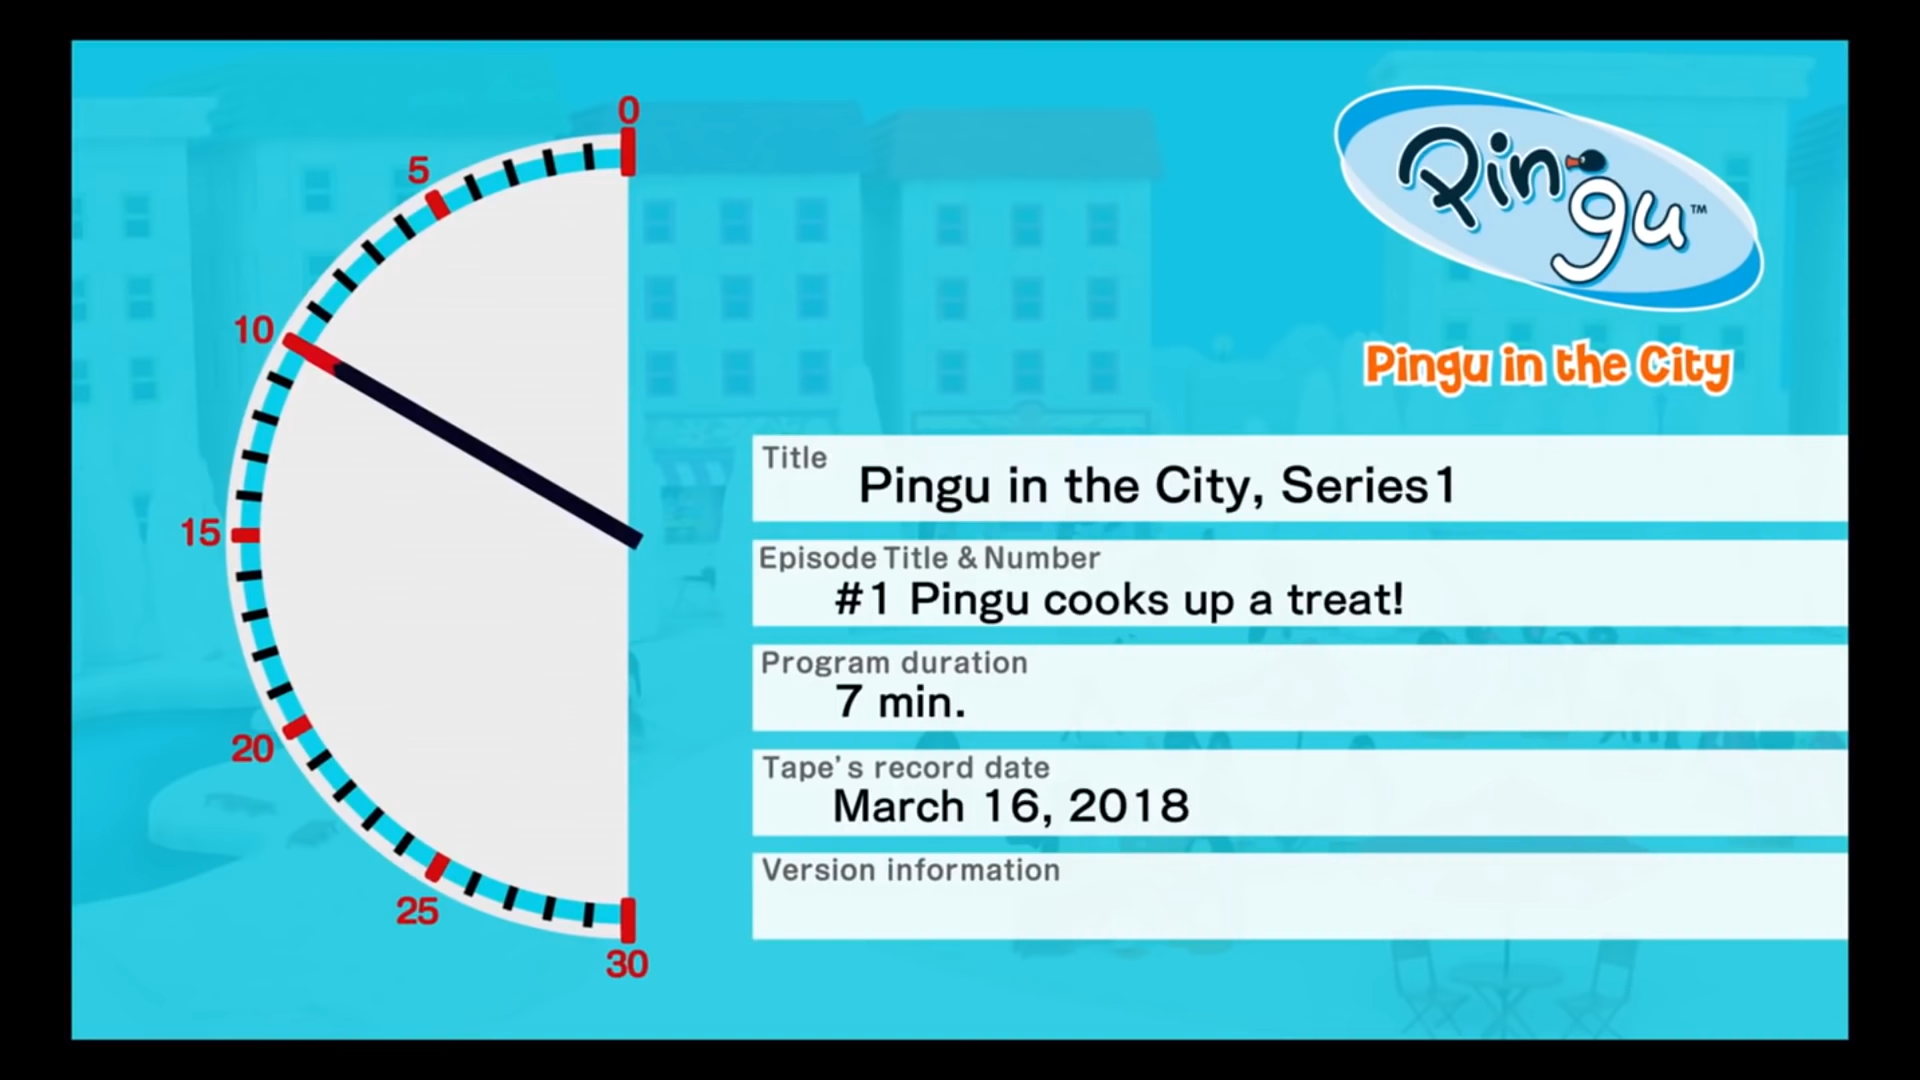 0
5
10
15
20
25
30
Pingu™
Pingu in the City
Title
Pingu in the City, Series1
Episode Title & Number
#1 Pingu cooks up a treat!
Program duration
7 min.
Tape's record date
March 16, 2018
Version information